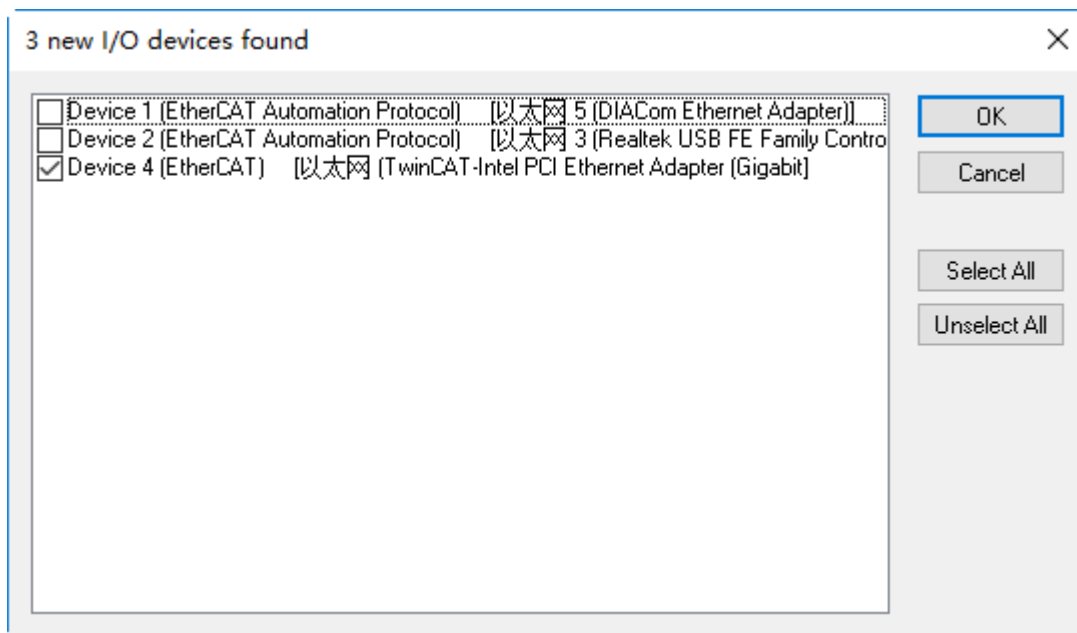 3 new I/O devices found
Device 1 (EtherCAT Automation Protocol) [以太网 5 (DIACom Ethernet Adapter)]
Device 2 (EtherCAT Automation Protocol) [以太网 3 (Realtek USB FE Family Contro
Device 4 (EtherCAT) [以太网 (TwinCAT-Intel PCI Ethernet Adapter (Gigabit]
OK
Cancel
Select All
Unselect All